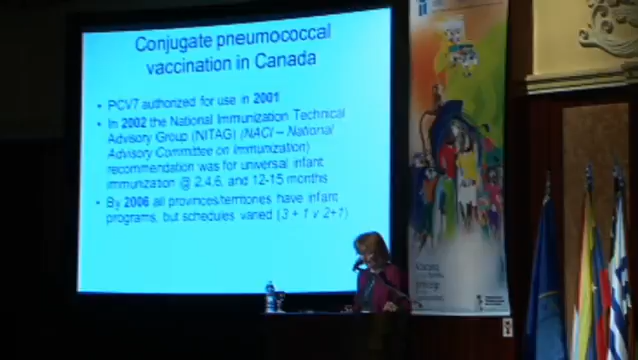 Conjugate pneumococcal
vaccination in Canada
• PCV7 authorized for use in 2001
• In 2002 the National Immunization Technical
Advisory Group (NITAG) (NACI – National
Advisory Committee on Immunization)
recommendation was for universal infant
immunization @ 2,4,6, and 12-15 months
• By 2006 all provinces/territories have infant
programs, but schedules varied (3 + 1 v 2+1)